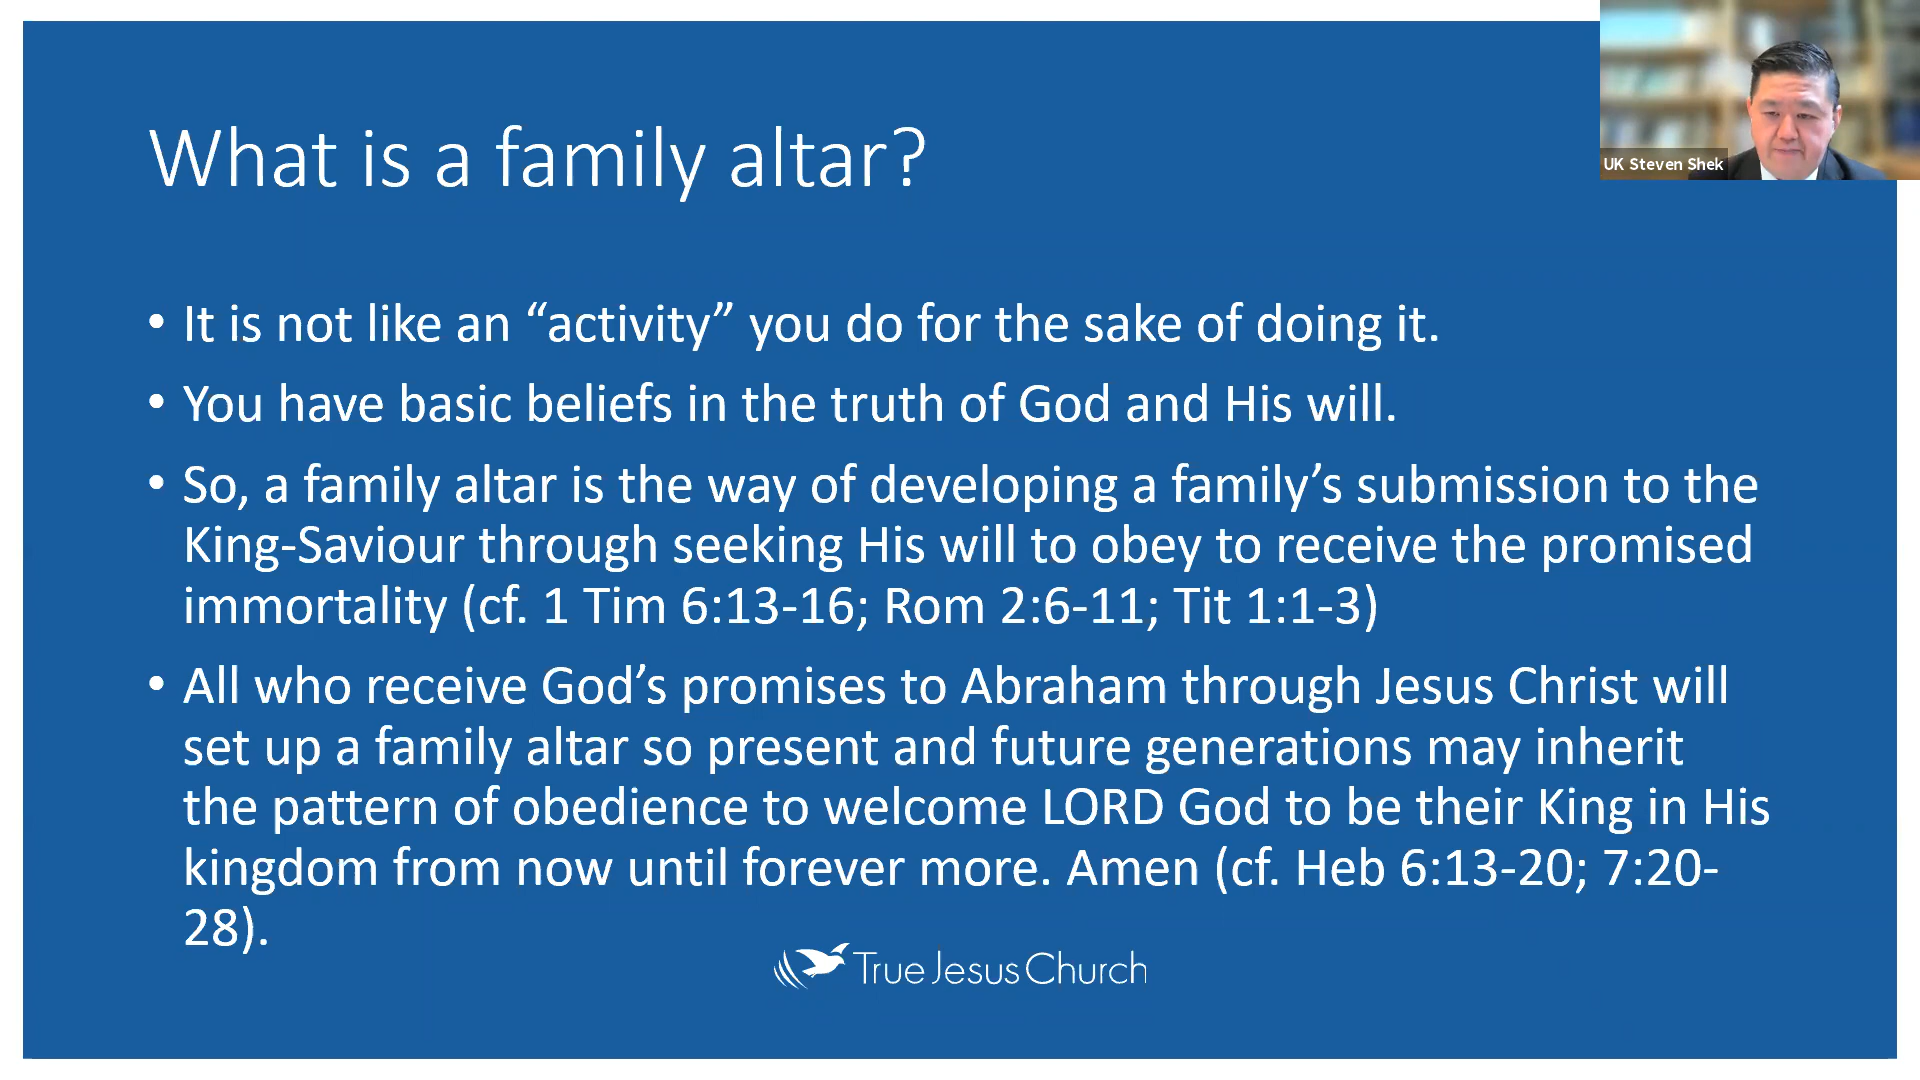 What is a family altar?
UK Steven Shek
• It is not like an “activity” you do for the sake of doing it.
• You have basic beliefs in the truth of God and His will.
• So, a family altar is the way of developing a family’s submission to the
King-Saviour through seeking His will to obey to receive the promised
immortality (cf. 1 Tim 6:13-16; Rom 2:6-11; Tit 1:1-3)
• All who receive God’s promises to Abraham through Jesus Christ will
set up a family altar so present and future generations may inherit
the pattern of obedience to welcome LORD God to be their King in His
kingdom from now until forever more. Amen (cf. Heb 6:13-20; 7:20-
28).
True Jesus Church